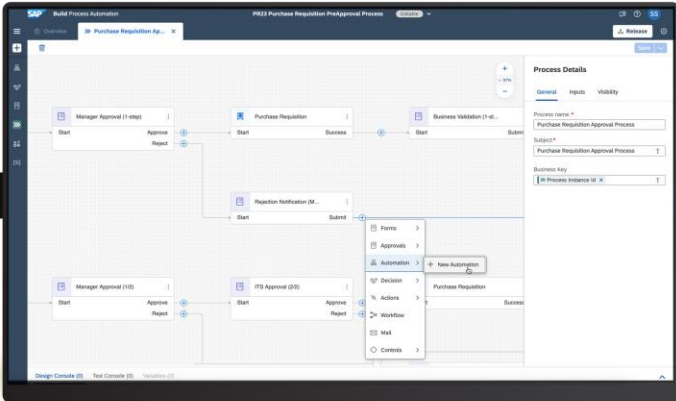 SAP Build Process Automation
PR23 Purchase Requisition PreApproval Process Editable
SS
Overview
Purchase Requisition Ap... ×
Release
Save
+
- 97%
−
Process Details
General Inputs Visibility
Process name: *
Purchase Requisition Approval Process
Subject: *
Purchase Requisition Approval Process T
Business Key
Process Instance Id × T
Manager Approval (1-step)
Start Approve
Reject
Purchase Requisition
Start Success
Business Validation (1-st...
Start Submi
Rejection Notification (M...
Start Submit
Forms >
Approvals >
Automation >
+ New Automation
Decision >
Actions >
Workflow
Mail
Controls >
Manager Approval (1/2)
Start Approve
Reject
ITS Approval (2/2)
Start Approve
Reject
Purchase Requisition
Success
Design Console (0) Test Console (0) Variables (0)